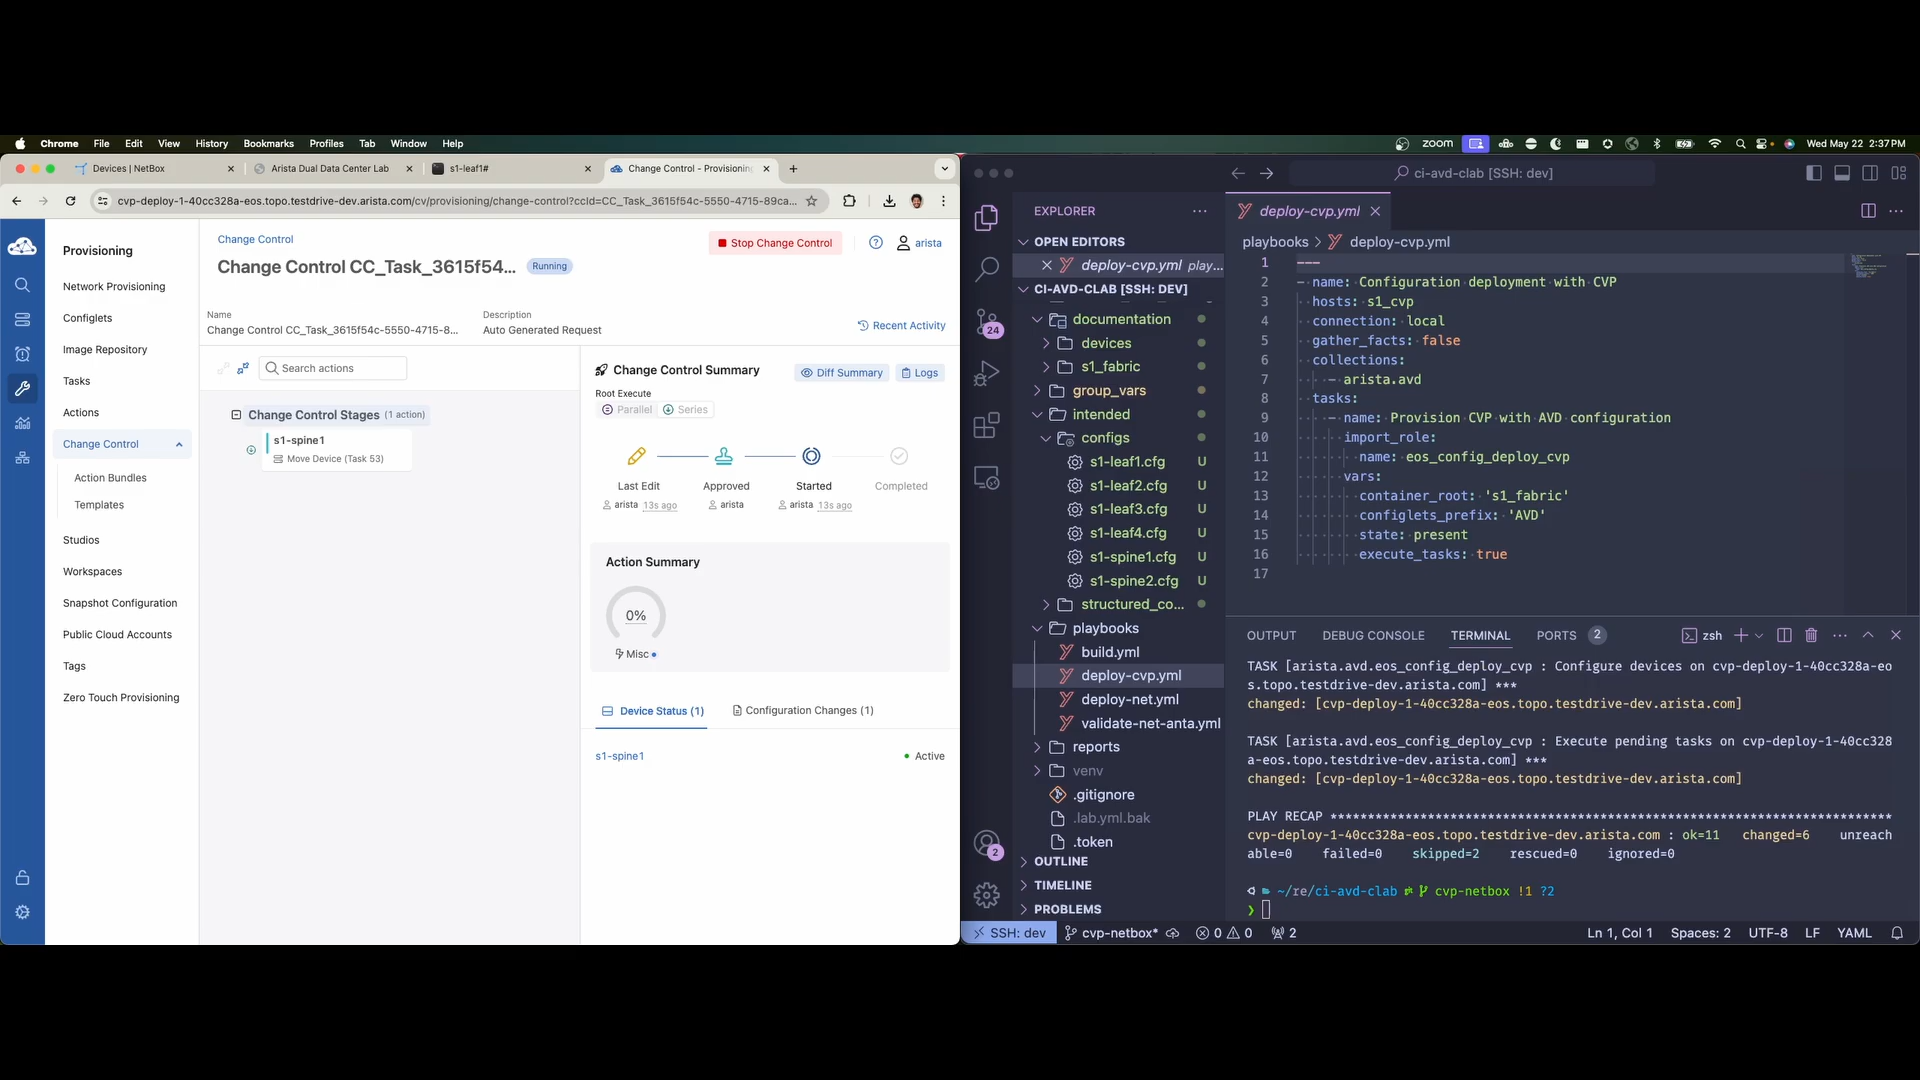 Chrome File Edit View History Bookmarks Profiles Tab Window Help
zoom
Wed May 22 2:37 PM
Devices | NetBox
Arista Dual Data Center Lab
s1-leaf1#
Change Control - Provisionin
cvp-deploy-1-40cc328a-eos.topo.testdrive-dev.arista.com/cv/provisioning/change-control?ccId=CC_Task_3615f54c-5550-4715-89ca...
Provisioning
Network Provisioning
Configlets
Image Repository
Tasks
Actions
Change Control
Action Bundles
Templates
Studios
Workspaces
Snapshot Configuration
Public Cloud Accounts
Tags
Zero Touch Provisioning
Change Control
Stop Change Control
arista
Change Control CC_Task_3615f54...
Running
Name
Change Control CC_Task_3615f54c-5550-4715-8...
Description
Auto Generated Request
Recent Activity
Search actions
Change Control Stages (1 action)
s1-spine1
Move Device (Task 53)
Change Control Summary
Diff Summary
Logs
Root Execute
Parallel
Series
Last Edit
arista 13s ago
Approved
arista
Started
arista 13s ago
Completed
Action Summary
0%
Misc
Device Status (1)
Configuration Changes (1)
s1-spine1
Active
ci-avd-clab [SSH: dev]
24
2
EXPLORER
OPEN EDITORS
deploy-cvp.yml play...
CI-AVD-CLAB [SSH: DEV]
documentation
devices
s1_fabric
group_vars
intended
configs
s1-leaf1.cfg U
s1-leaf2.cfg U
s1-leaf3.cfg U
s1-leaf4.cfg U
s1-spine1.cfg U
s1-spine2.cfg U
structured_co...
playbooks
build.yml
deploy-cvp.yml
deploy-net.yml
validate-net-anta.yml
reports
venv
.gitignore
.lab.yml.bak
.token
OUTLINE
TIMELINE
PROBLEMS
deploy-cvp.yml
playbooks > deploy-cvp.yml
1 ---
2 - name: Configuration deployment with CVP
3 hosts: s1_cvp
4 connection: local
5 gather_facts: false
6 collections:
7 - arista.avd
8 tasks:
9 - name: Provision CVP with AVD configuration
10 import_role:
11 name: eos_config_deploy_cvp
12 vars:
13 container_root: 's1_fabric'
14 configlets_prefix: 'AVD'
15 state: present
16 execute_tasks: true
17
OUTPUT DEBUG CONSOLE TERMINAL PORTS 2
zsh
TASK [arista.avd.eos_config_deploy_cvp : Configure devices on cvp-deploy-1-40cc328a-eo
s.topo.testdrive-dev.arista.com] ***
changed: [cvp-deploy-1-40cc328a-eos.topo.testdrive-dev.arista.com]
TASK [arista.avd.eos_config_deploy_cvp : Execute pending tasks on cvp-deploy-1-40cc328
a-eos.topo.testdrive-dev.arista.com] ***
changed: [cvp-deploy-1-40cc328a-eos.topo.testdrive-dev.arista.com]
PLAY RECAP *************************************************************************
cvp-deploy-1-40cc328a-eos.topo.testdrive-dev.arista.com : ok=11 changed=6 unreach
able=0 failed=0 skipped=2 rescued=0 ignored=0
~/re/ci-avd-clab cvp-netbox !1 ?2
❯
SSH: dev
cvp-netbox*
0 0
2
Ln 1, Col 1
Spaces: 2
UTF-8
LF
YAML